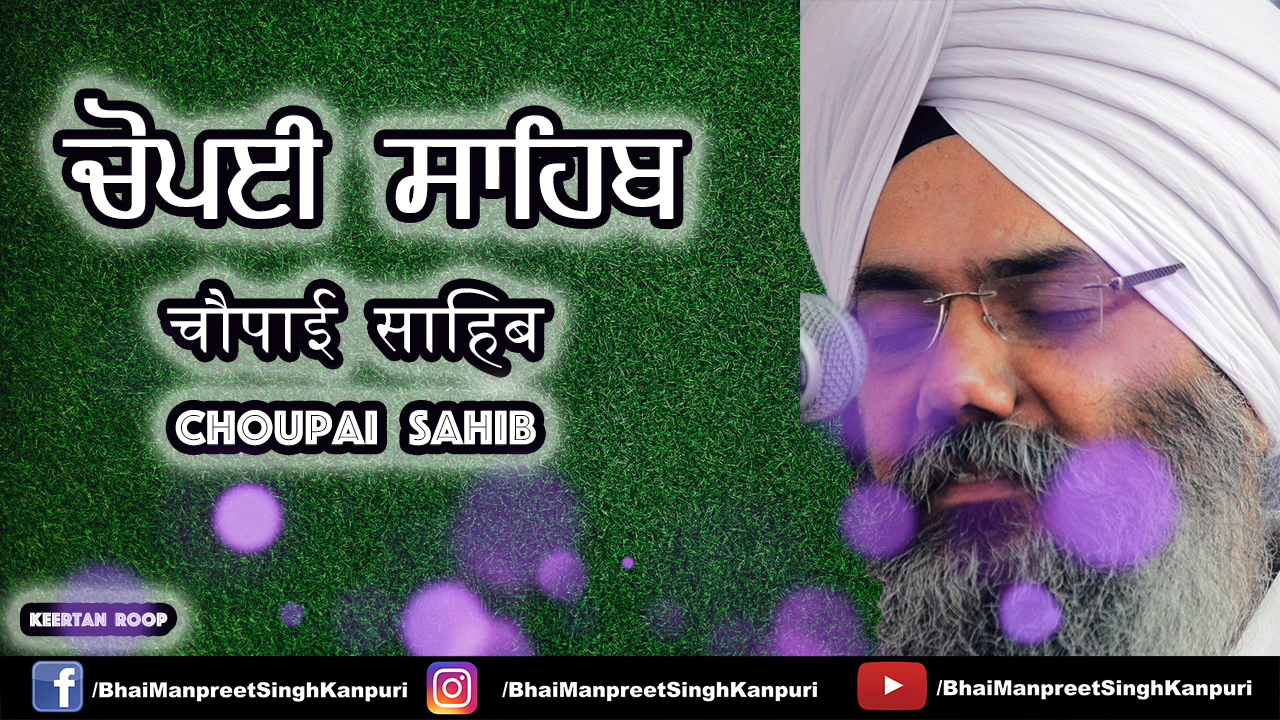 ਚੋਪਈ ਸਾਹਿਬ
चौपाई साहिब
CHOUPAI SAHIB
KEERTAN ROOP
/BhaiManpreetSinghKanpuri /BhaiManpreetSinghKanpuri /BhaiManpreetSinghKanpuri